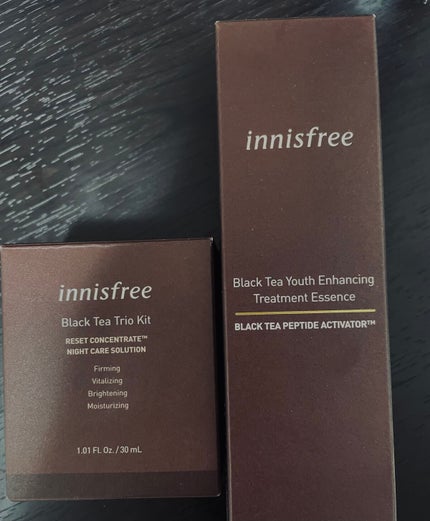 innisfree
Black Tea Trio Kit
RESET CONCENTRATE™
NIGHT CARE SOLUTION
Firming
Vitalizing
Brightening
Moisturizing
1.01 Fl. Oz. / 30 mL
innisfree
Black Tea Youth Enhancing
Treatment Essence
BLACK TEA PEPTIDE ACTIVATOR™